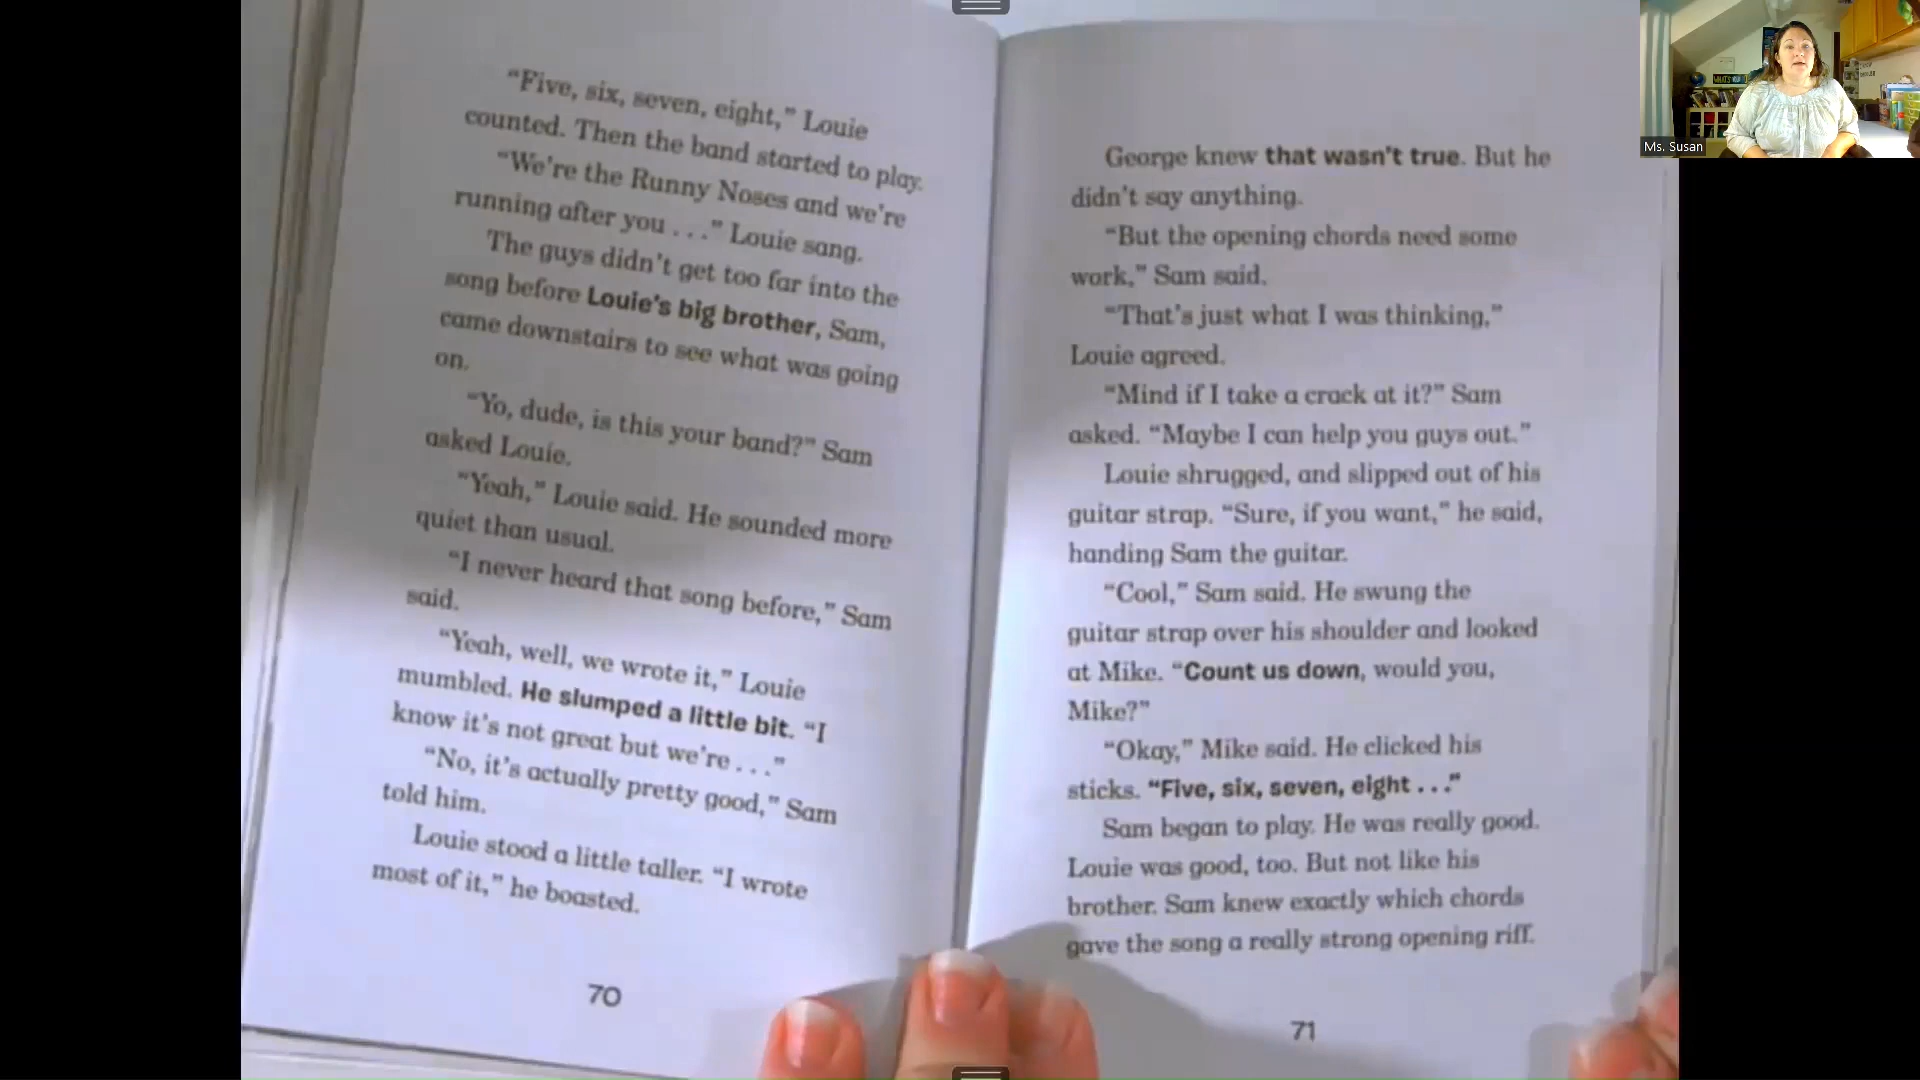 “Five, six, seven, eight,” Louie
counted. Then the band started to play.
“We’re the Runny Noses and we’re
running after you . . .” Louie sang.
The guys didn’t get too far into the
song before Louie’s big brother, Sam,
came downstairs to see what was going
on.
“Yo, dude, is this your band?” Sam
asked Louie.
“Yeah,” Louie said. He sounded more
quiet than usual.
“I never heard that song before,” Sam
said.
“Yeah, well, we wrote it,” Louie
mumbled. He slumped a little bit. “I
know it’s not great but we’re . . .”
“No, it’s actually pretty good,” Sam
told him.
Louie stood a little taller. “I wrote
most of it,” he boasted.
70
George knew that wasn’t true. But he
didn’t say anything.
“But the opening chords need some
work,” Sam said.
“That’s just what I was thinking,”
Louie agreed.
“Mind if I take a crack at it?” Sam
asked. “Maybe I can help you guys out.”
Louie shrugged, and slipped out of his
guitar strap. “Sure, if you want,” he said,
handing Sam the guitar.
“Cool,” Sam said. He swung the
guitar strap over his shoulder and looked
at Mike. “Count us down, would you,
Mike?”
“Okay,” Mike said. He clicked his
sticks. “Five, six, seven, eight . . .”
Sam began to play. He was really good.
Louie was good, too. But not like his
brother. Sam knew exactly which chords
gave the song a really strong opening riff.
71
Ms. Susan